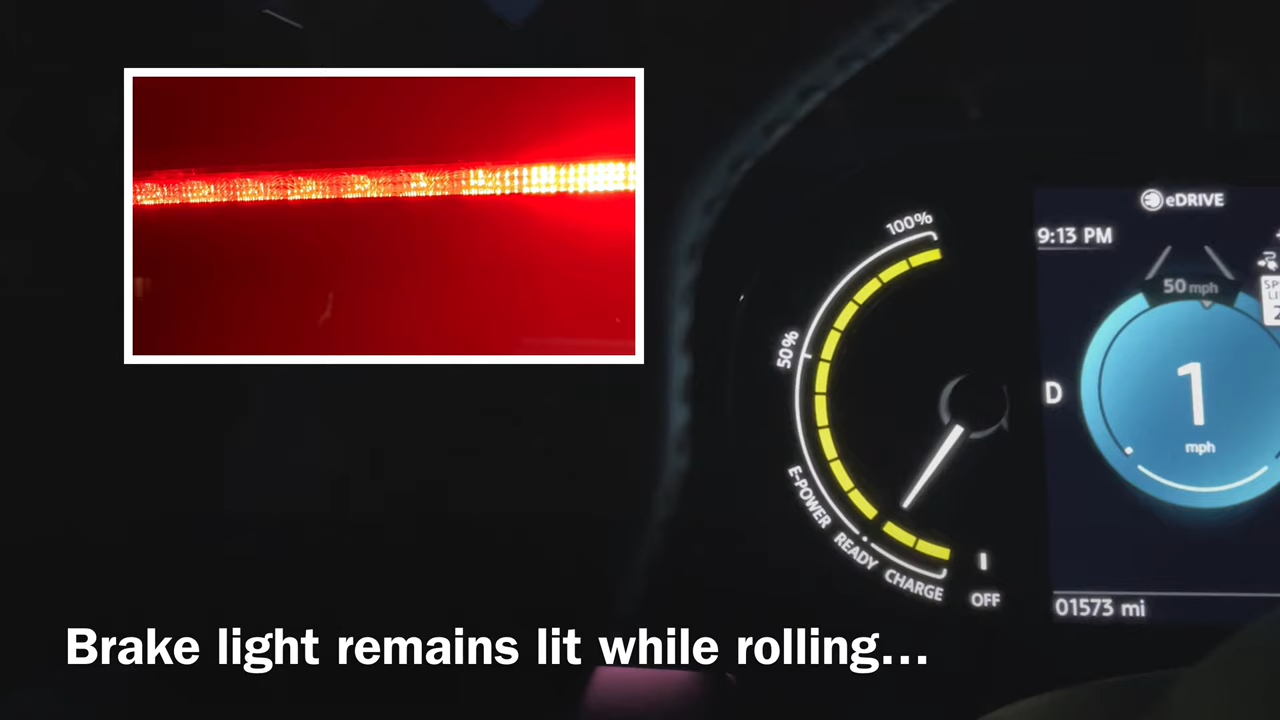 eDRIVE
9:13 PM
100%
50 mph
50%
D
1
mph
E-POWER
READY
CHARGE
OFF
01573 mi
Brake light remains lit while rolling...